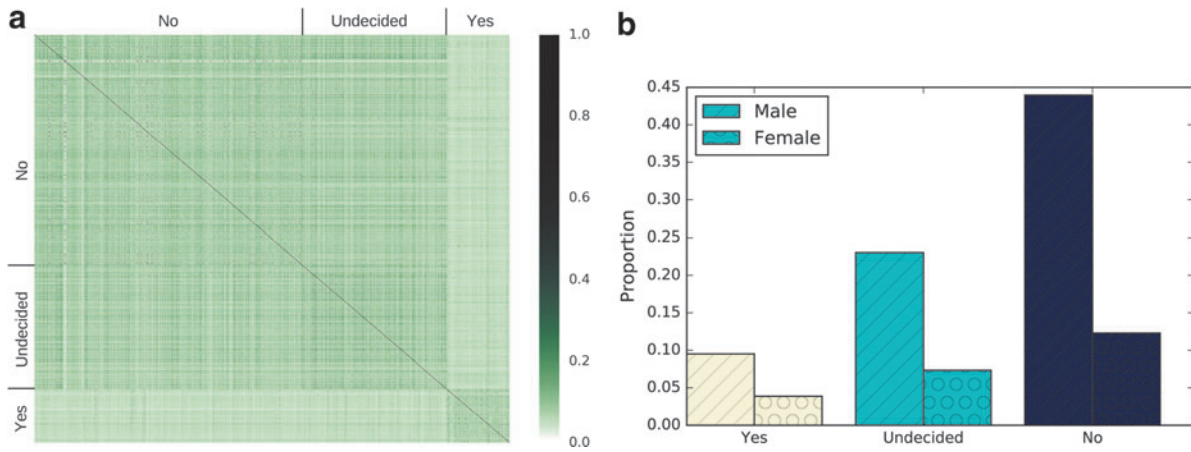 a
No Undecided Yes
No
Undecided
Yes
1.0
0.8
0.6
0.4
0.2
0.0
b
0.45
0.40
0.35
0.30
0.25
0.20
0.15
0.10
0.05
0.00
Proportion
Male
Female
Yes Undecided No